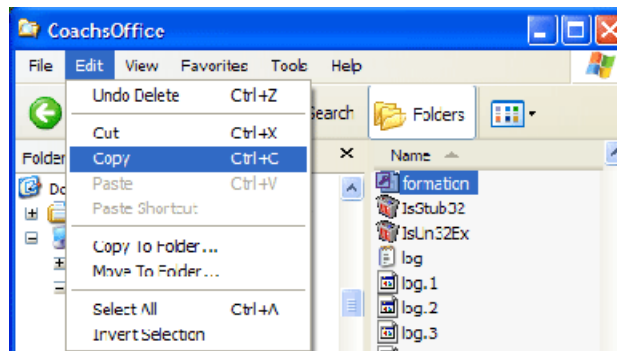 CoachsOffice
File Edit View Favorites Tools Help
Undo Delete Ctrl+Z
Search Folders
Cut Ctrl+X
Copy Ctrl+C
Name
Paste Ctrl+V
formation
Paste Shortcut
IsStub32
IsUn32Ex
Copy To Folder...
log
Move To Folder...
log.1
Select All Ctrl+A
log.2
Invert Selection
log.3